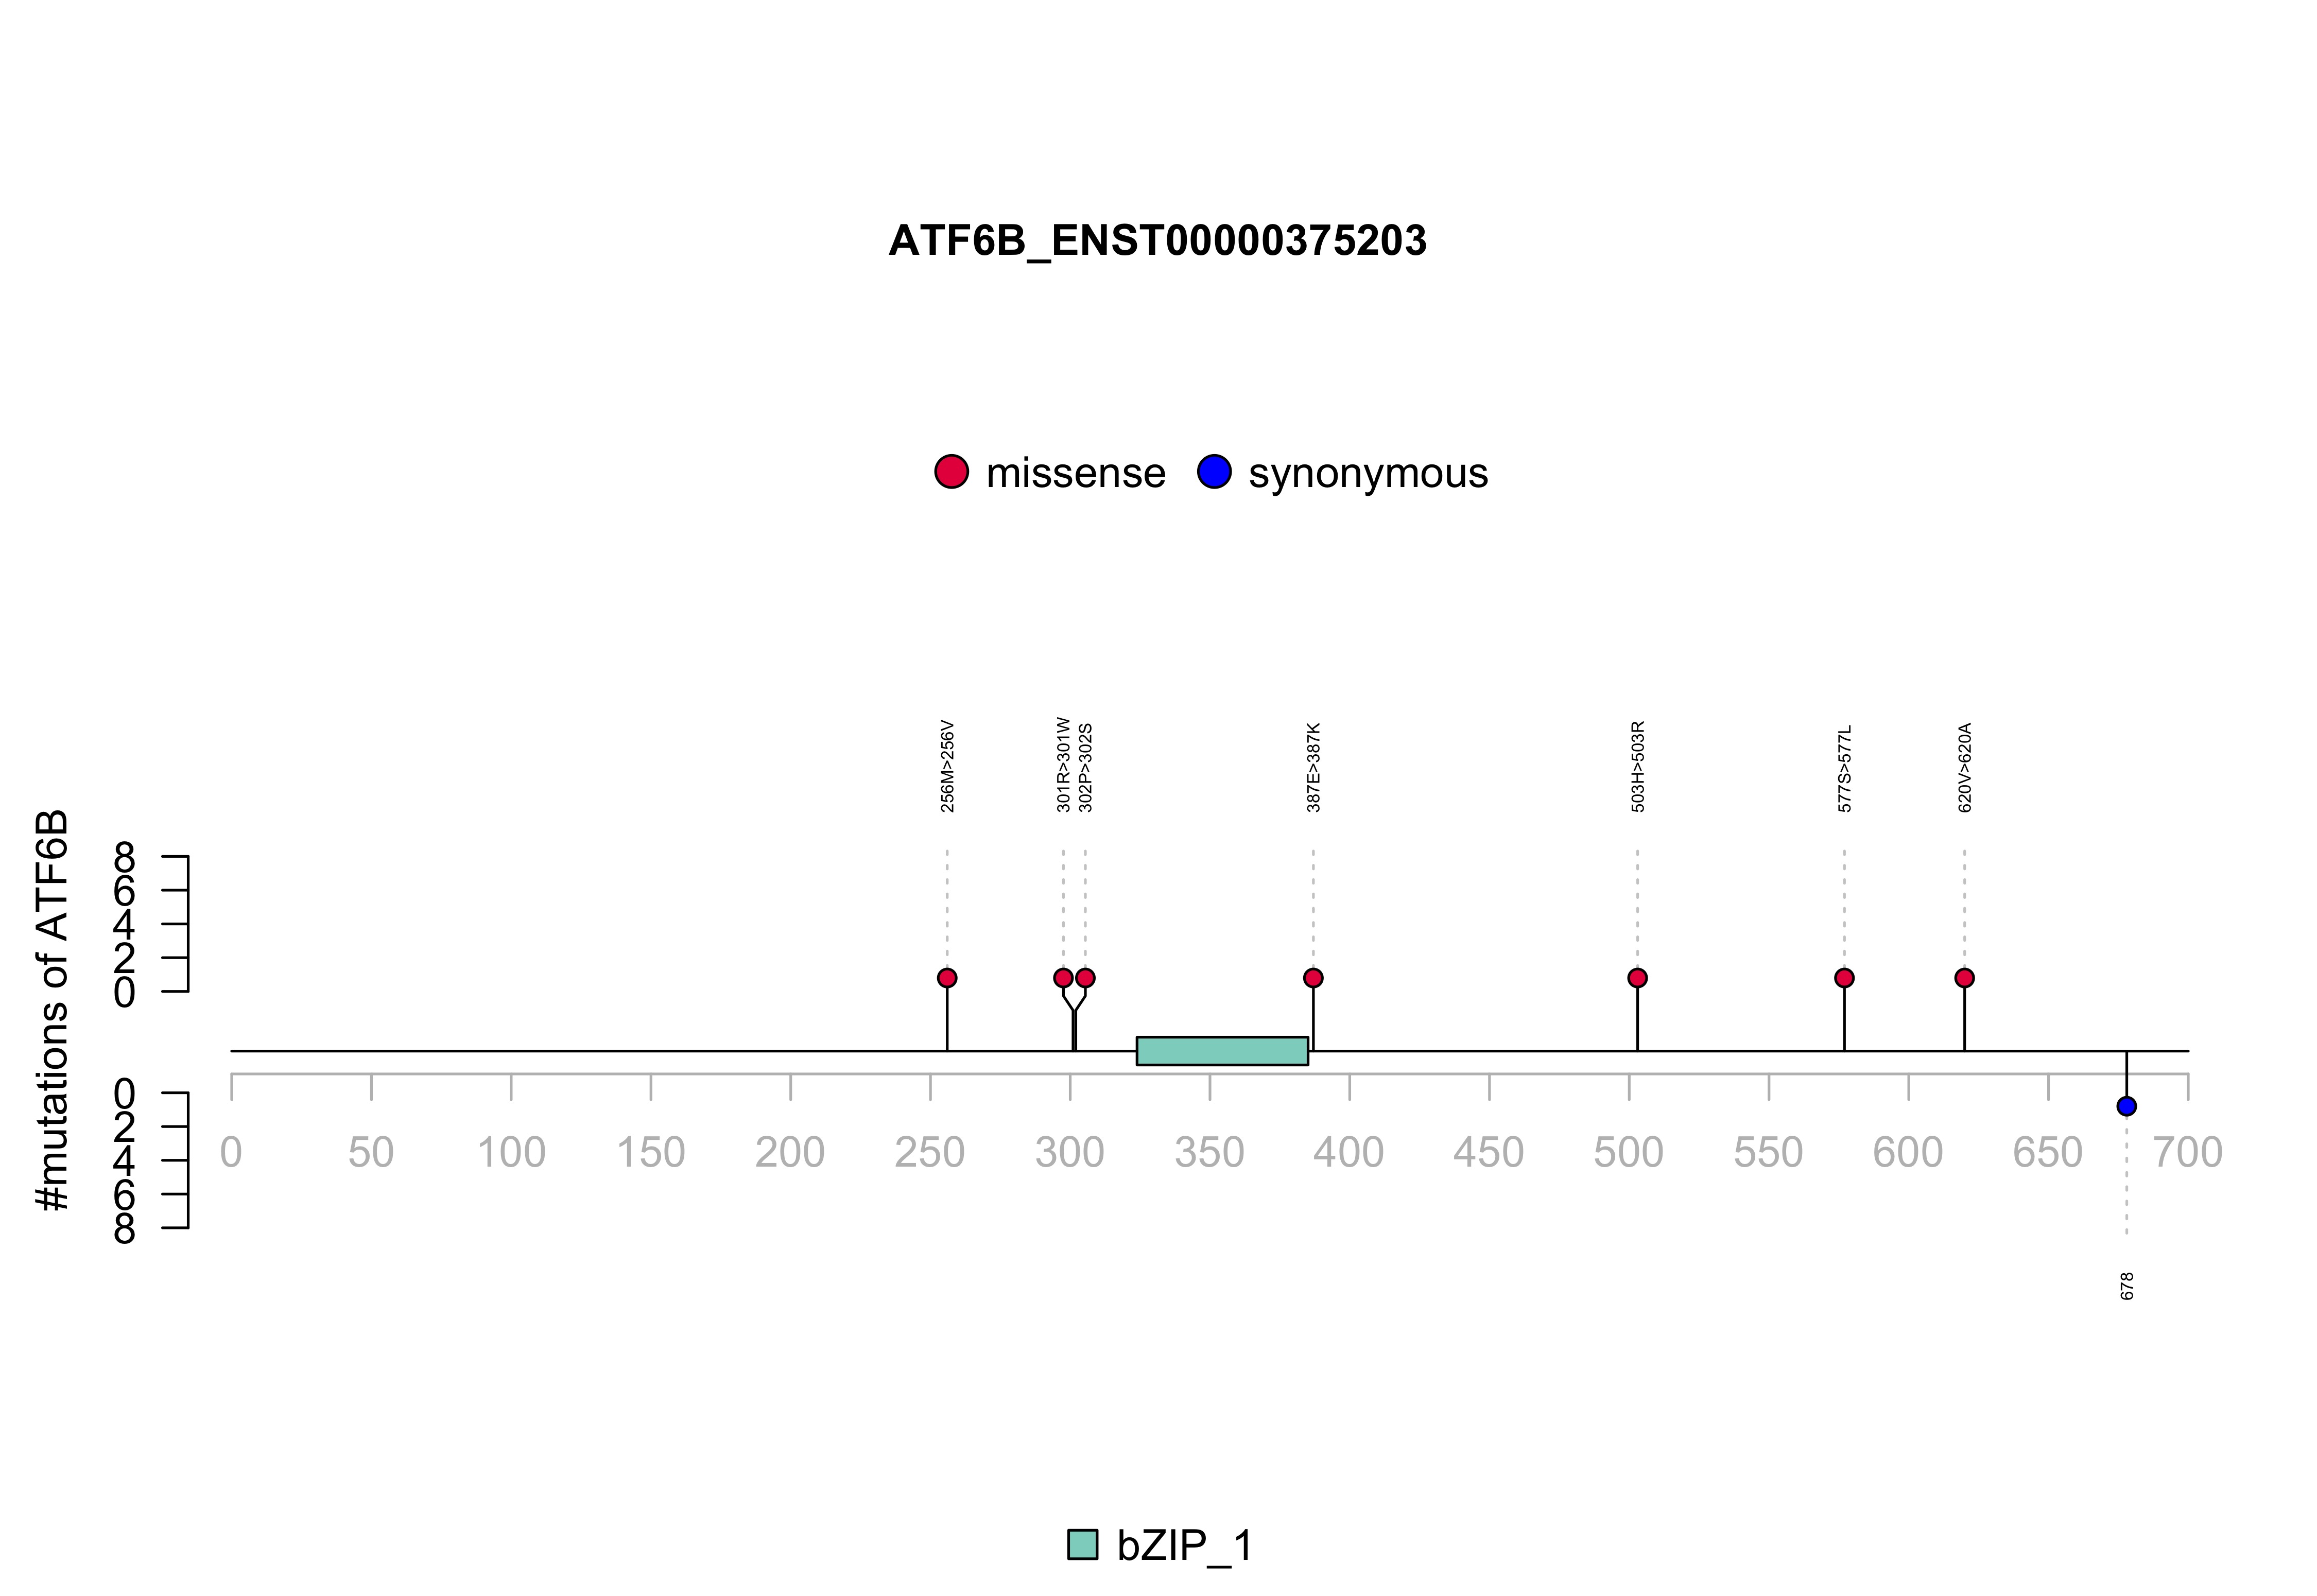 ATF6B_ENST00000375203
missense
synonymous
256M>256V
301R>301W
302P>302S
387E>387K
503H>503R
577S>577L
620V>620A
#mutations of ATF6B
8
6
4
2
0
0
2
4
6
8
0 50 100 150 200 250 300 350 400 450 500 550 600 650 700
678
bZIP_1